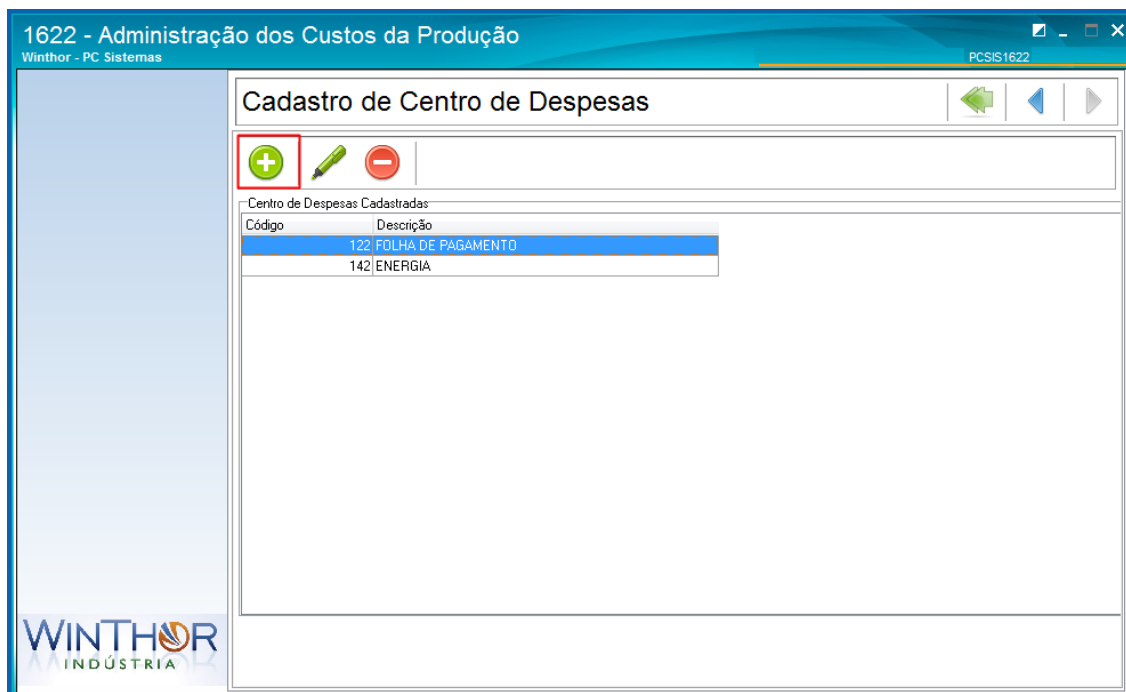 1622 - Administração dos Custos da Produção
Winthor - PC Sistemas
PCSIS1622
Cadastro de Centro de Despesas
Centro de Despesas Cadastradas
Código Descrição
122 FOLHA DE PAGAMENTO
142 ENERGIA
WINTHOR
INDÚSTRIA